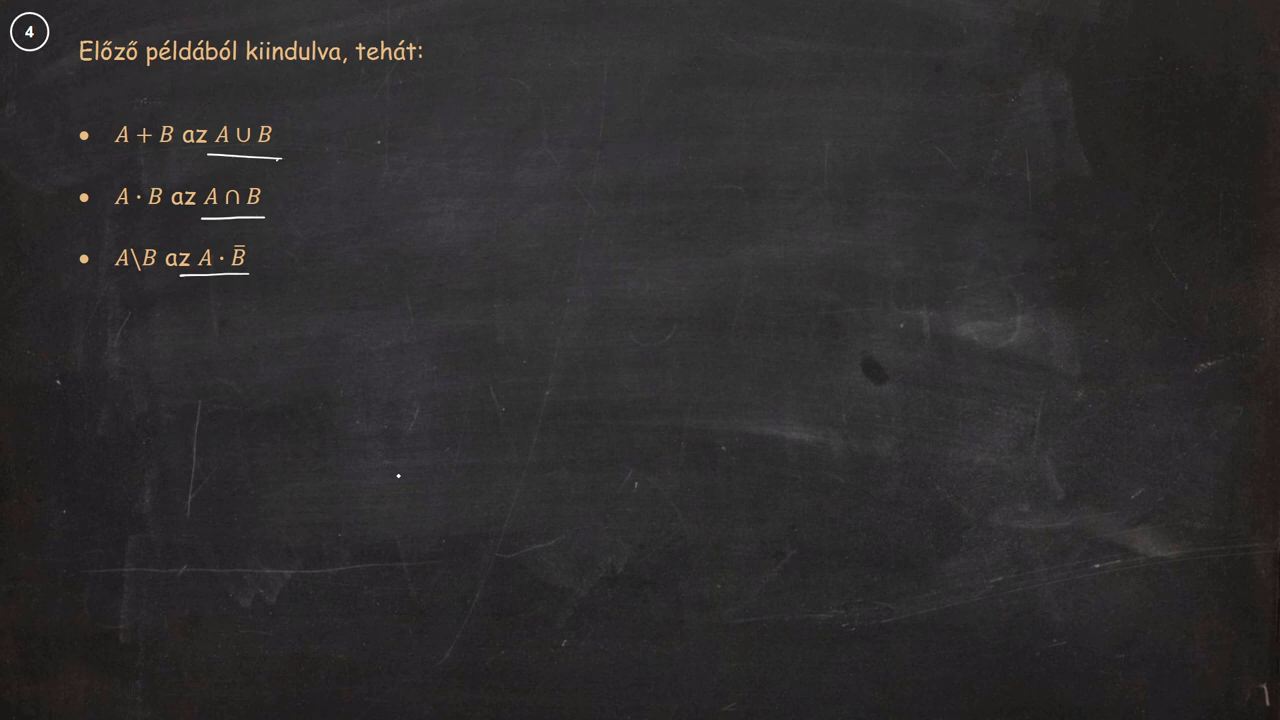 4
Előző példából kiindulva, tehát:
• A + B az A ∪ B
• A · B az A ∩ B
• A\B az A · B̅